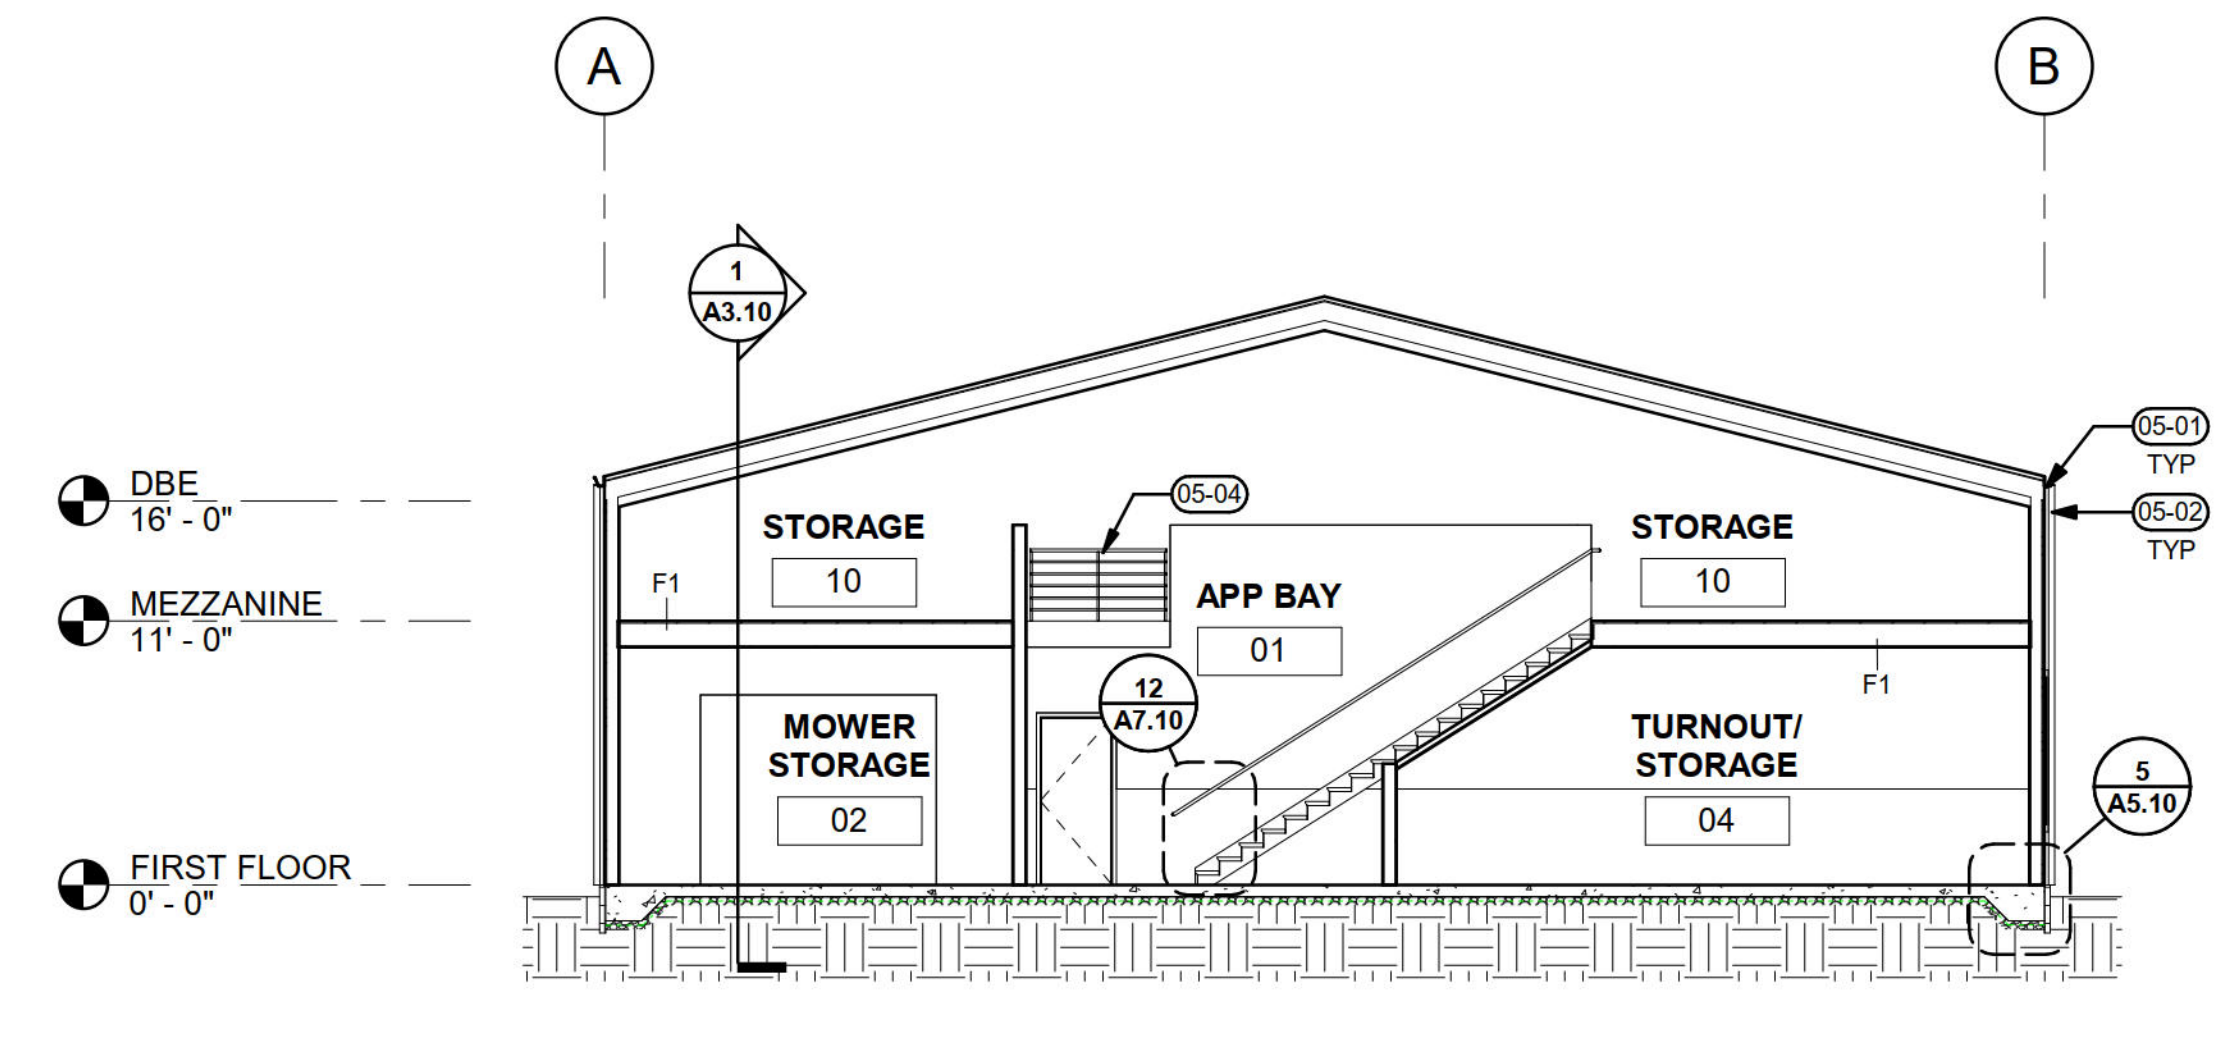 A
B
1
A3.10
05-01
TYP
DBE
16' - 0"
05-04
05-02
TYP
STORAGE
10
STORAGE
10
F1
MEZZANINE
11' - 0"
APP BAY
01
12
A7.10
F1
MOWER
STORAGE
02
TURNOUT/
STORAGE
04
5
A5.10
FIRST FLOOR
0' - 0"